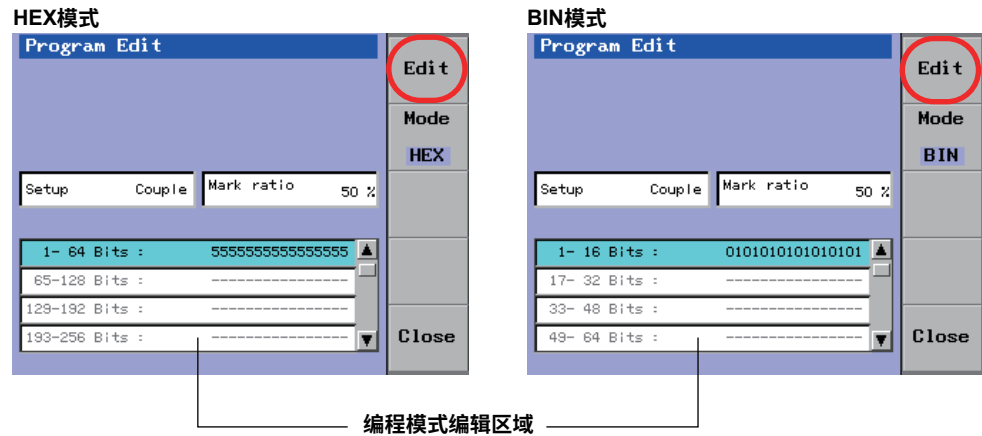 HEX模式
Program Edit
Edit
Mode
HEX
Setup Couple
Mark ratio
50 %
1- 64 Bits : 5555555555555555
65-128 Bits : ----------------
129-192 Bits : ----------------
193-256 Bits : ----------------
Close
BIN模式
Program Edit
Edit
Mode
BIN
Setup Couple
Mark ratio
50 %
1- 16 Bits : 0101010101010101
17- 32 Bits : ----------------
33- 48 Bits : ----------------
49- 64 Bits : ----------------
Close
编程模式编辑区域